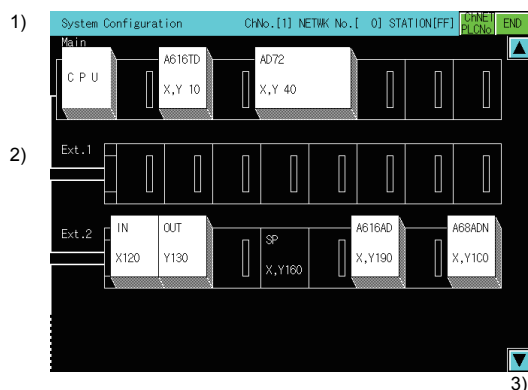 1)
System Configuration ChNo.[1] NETWK No.[ 0] STATION[FF] ChNET PLCNo END
Main
CPU
A616TD
X,Y 10
AD72
X,Y 40
2)
Ext.1
Ext.2
IN
X120
OUT
Y130
SP
X,Y160
A616AD
X,Y190
A68ADN
X,Y1C0
3)